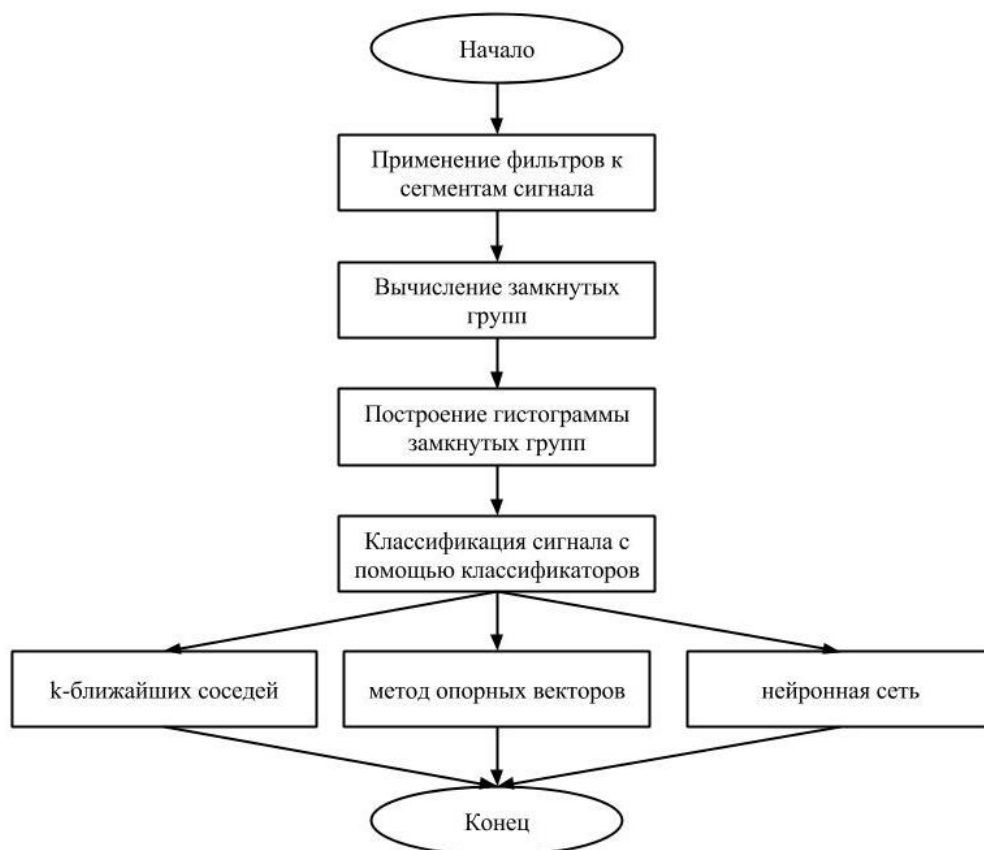 Начало
Применение фильтров к
сегментам сигнала
Вычисление замкнутых
групп
Построение гистограммы
замкнутых групп
Классификация сигнала с
помощью классификаторов
k-ближайших соседей
метод опорных векторов
нейронная сеть
Конец